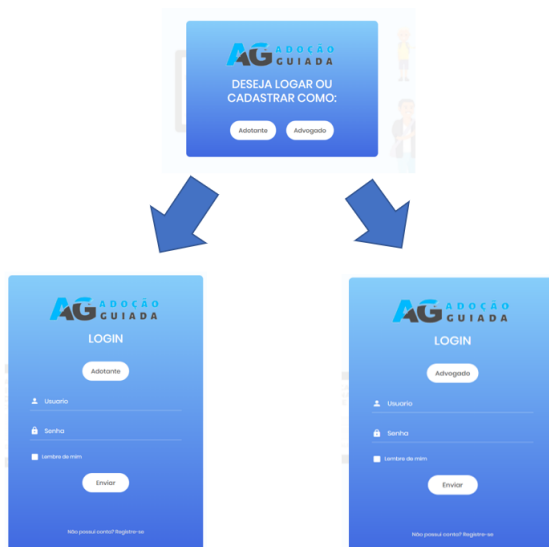 AG ADOÇÃO
GUIADA
DESEJA LOGAR OU
CADASTRAR COMO:
Adotante Advogado
AG ADOÇÃO
GUIADA
LOGIN
Adotante
Usuario
Senha
Lembre de mim
Enviar
Não possui conta? Registre-se
AG ADOÇÃO
GUIADA
LOGIN
Advogado
Usuario
Senha
Lembre de mim
Enviar
Não possui conta? Registre-se